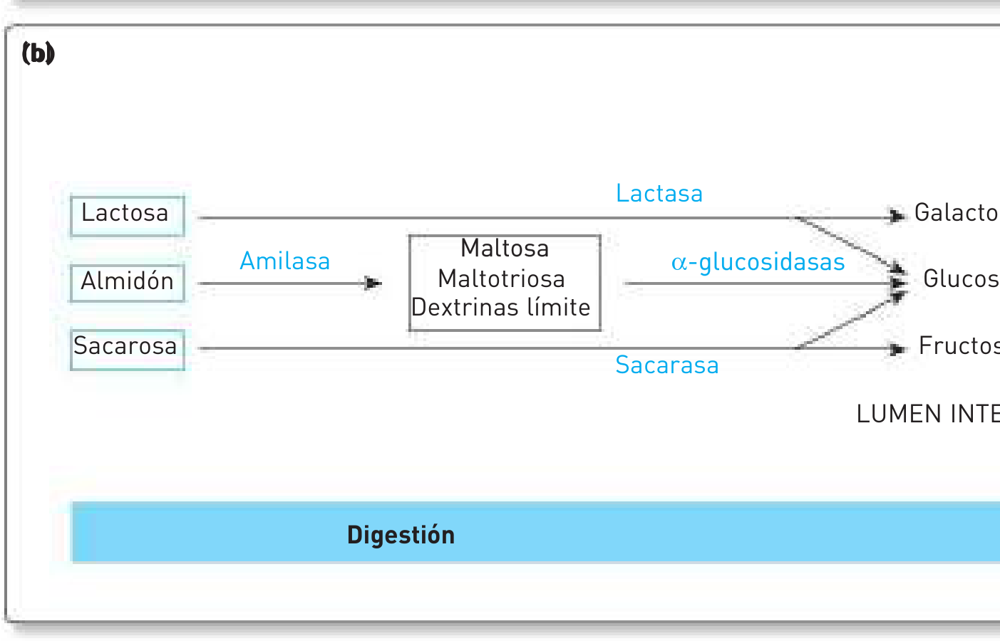 (b)
Lactasa
Lactosa
Galacto
Maltosa
Amilasa
α-glucosidasas
Almidón
Maltotriosa
Glucos
Dextrinas límite
Sacarosa
Fructos
Sacarasa
LUMEN INTE
Digestión